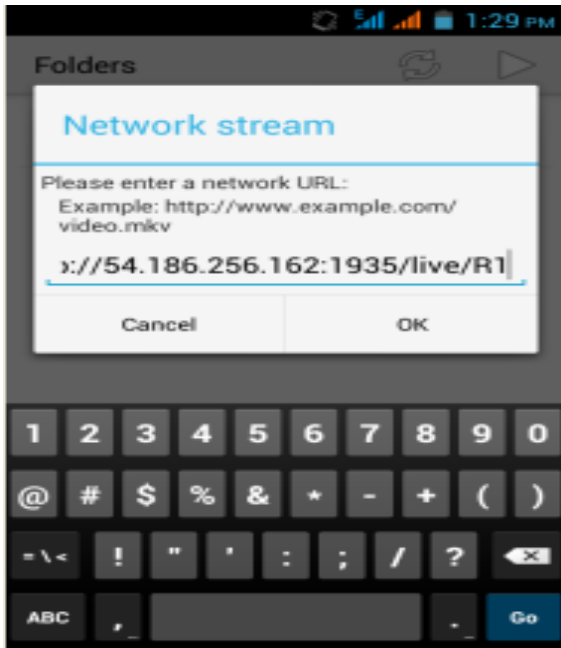 E 1:29 PM
Folders
Network stream
Please enter a network URL:
Example: http://www.example.com/
video.mkv
://54.186.256.162:1935/live/R1
Cancel OK
1 2 3 4 5 6 7 8 9 0
@ # $ % & * - + ( )
= \ < ! " ' : ; / ?
ABC , _ . _ Go